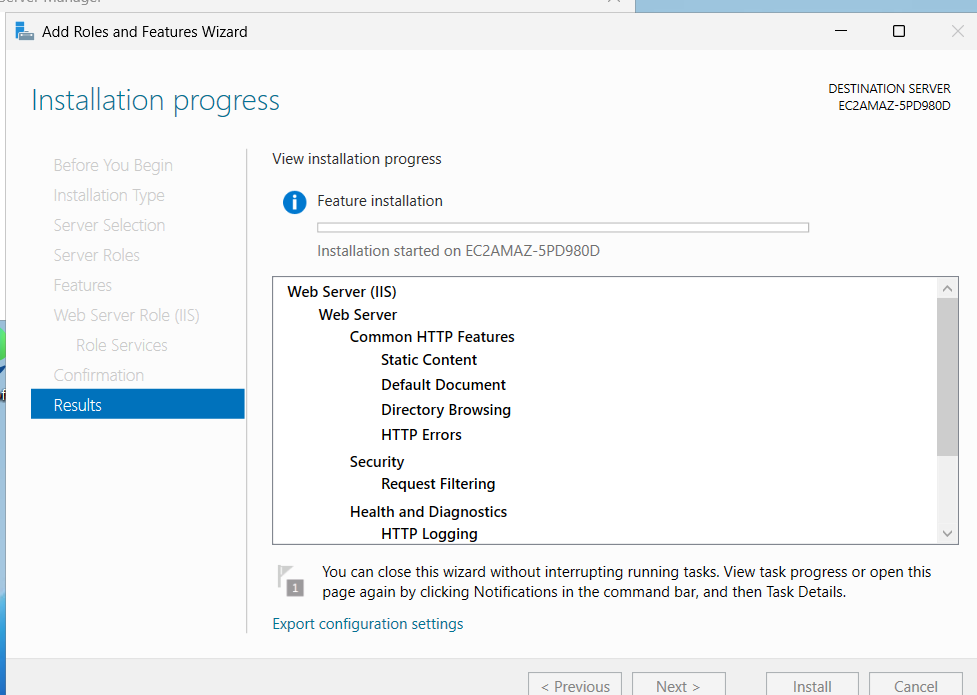 Server Manager
Add Roles and Features Wizard
Installation progress
DESTINATION SERVER
EC2AMAZ-5PD980D
Before You Begin
Installation Type
Server Selection
Server Roles
Features
Web Server Role (IIS)
Role Services
Confirmation
Results
View installation progress
Feature installation
Installation started on EC2AMAZ-5PD980D
Web Server (IIS)
Web Server
Common HTTP Features
Static Content
Default Document
Directory Browsing
HTTP Errors
Security
Request Filtering
Health and Diagnostics
HTTP Logging
1
You can close this wizard without interrupting running tasks. View task progress or open this
page again by clicking Notifications in the command bar, and then Task Details.
Export configuration settings
< Previous
Next >
Install
Cancel